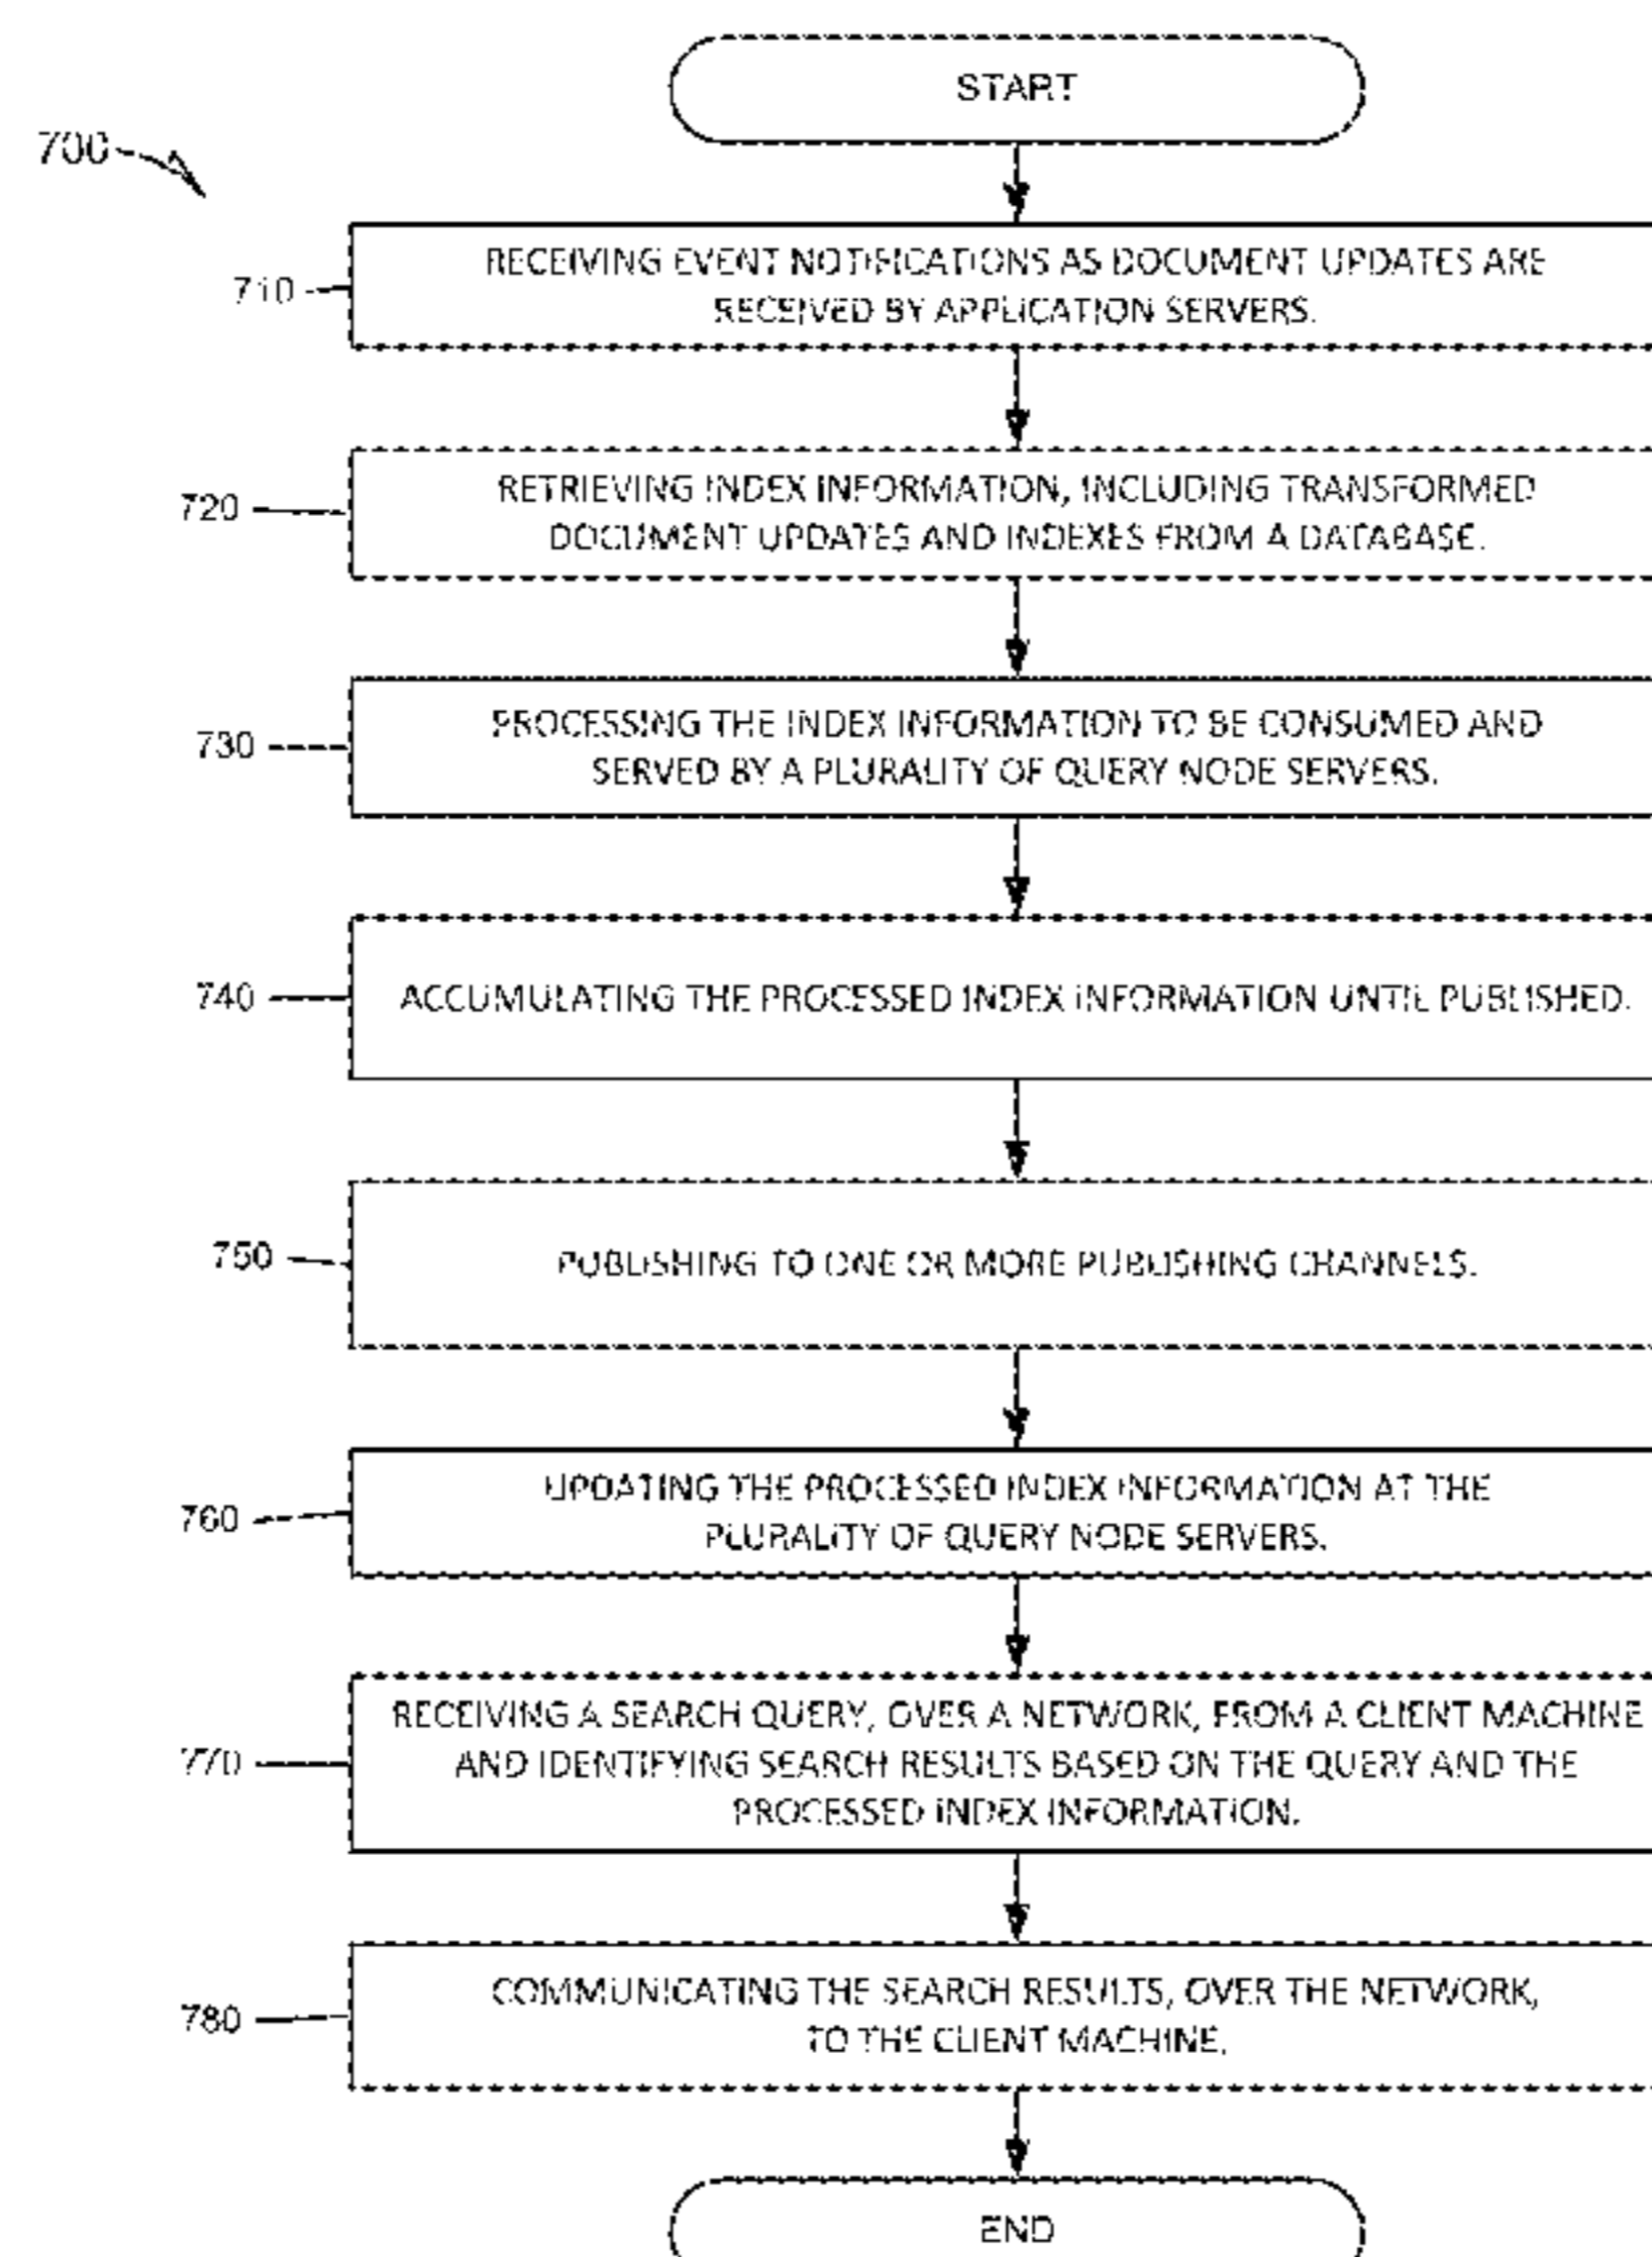 START
700
710
RECEIVING EVENT NOTIFICATIONS AS DOCUMENT UPDATES ARE
RECEIVED BY APPLICATION SERVERS.
720
RETRIEVING INDEX INFORMATION, INCLUDING TRANSFORMED
DOCUMENT UPDATES AND INDEXES FROM A DATABASE.
730
PROCESSING THE INDEX INFORMATION TO BE CONSUMED AND
SERVED BY A PLURALITY OF QUERY NODE SERVERS.
740
ACCUMULATING THE PROCESSED INDEX INFORMATION UNTIL PUBLISHED.
750
PUBLISHING TO ONE OR MORE PUBLISHING CHANNELS.
760
UPDATING THE PROCESSED INDEX INFORMATION AT THE
PLURALITY OF QUERY NODE SERVERS.
770
RECEIVING A SEARCH QUERY, OVER A NETWORK, FROM A CLIENT MACHINE
AND IDENTIFYING SEARCH RESULTS BASED ON THE QUERY AND THE
PROCESSED INDEX INFORMATION.
780
COMMUNICATING THE SEARCH RESULTS, OVER THE NETWORK,
TO THE CLIENT MACHINE.
END